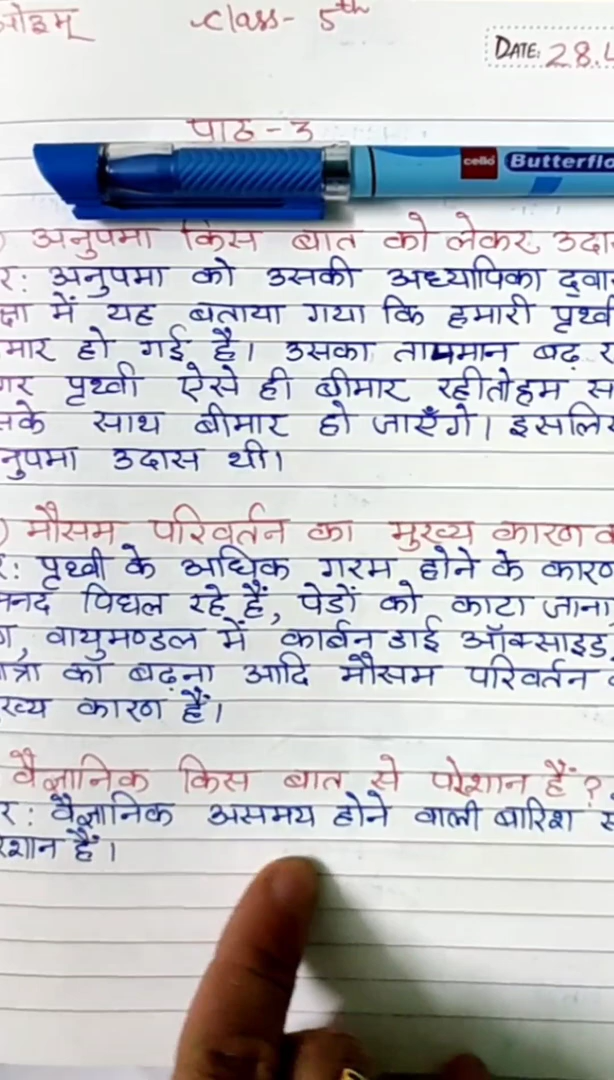 ओ३म् Class- 5th
DATE: 28.
पाठ-3
cello Butterflo
अनुपमा किस बात को लेकर उदा
र: अनुपमा को उसकी अध्यापिका द्वा
क्षा में यह बताया गया कि हमारी पृथ्वी
मार हो गई है। उसका तापमान बढ़ र
गर पृथ्वी ऐसे ही बीमार रही तो हम स
सके साथ बीमार हो जाएँगे। इसलिए
नुपमा उदास थी।
मौसम परिवर्तन का मुख्य कारण क
र: पृथ्वी के अधिक गरम होने के कारण
पिघल रहे हैं, पेड़ों को काटा जाना,
ग, वायुमण्डल में कार्बन डाई ऑक्साइड
ात्रा का बढ़ना आदि मौसम परिवर्तन
ख्य कारण हैं।
वैज्ञानिक किस बात से परेशान हैं?
र: वैज्ञानिक असमय होने वाली बारिश से
रेशान हैं।